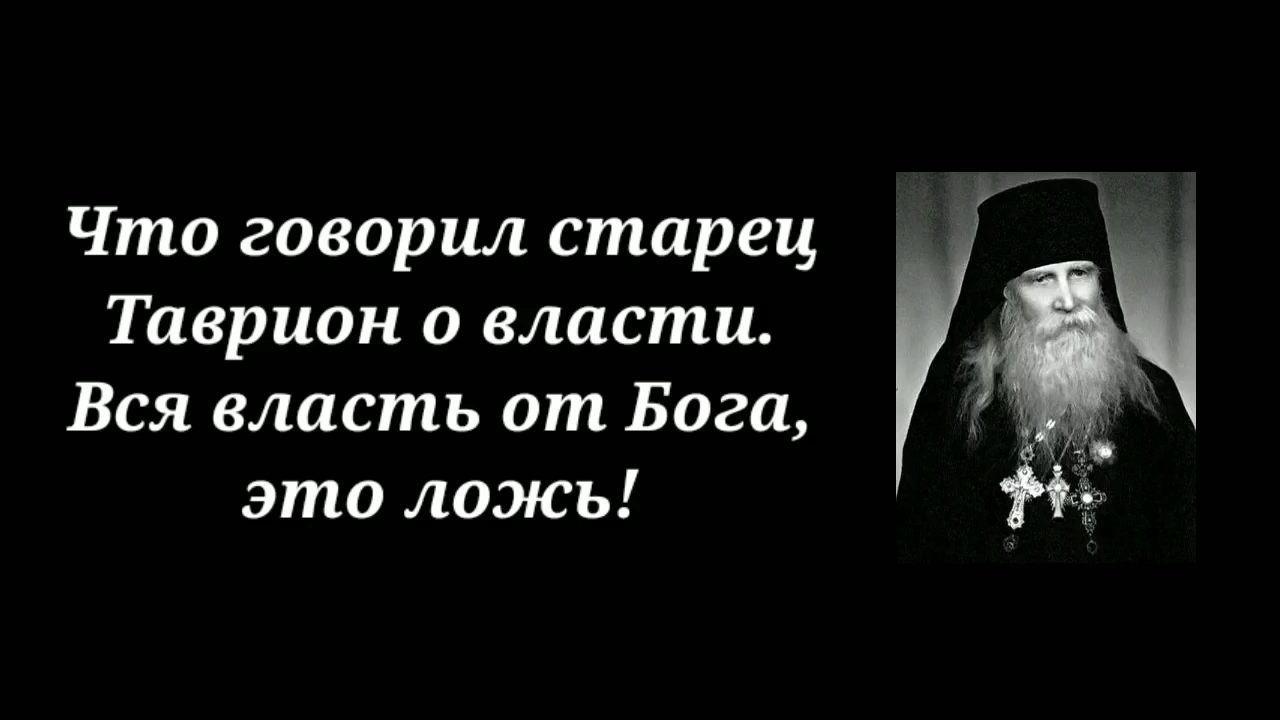 Что говорил старец
Таврион о власти.
Вся власть от Бога,
это ложь!